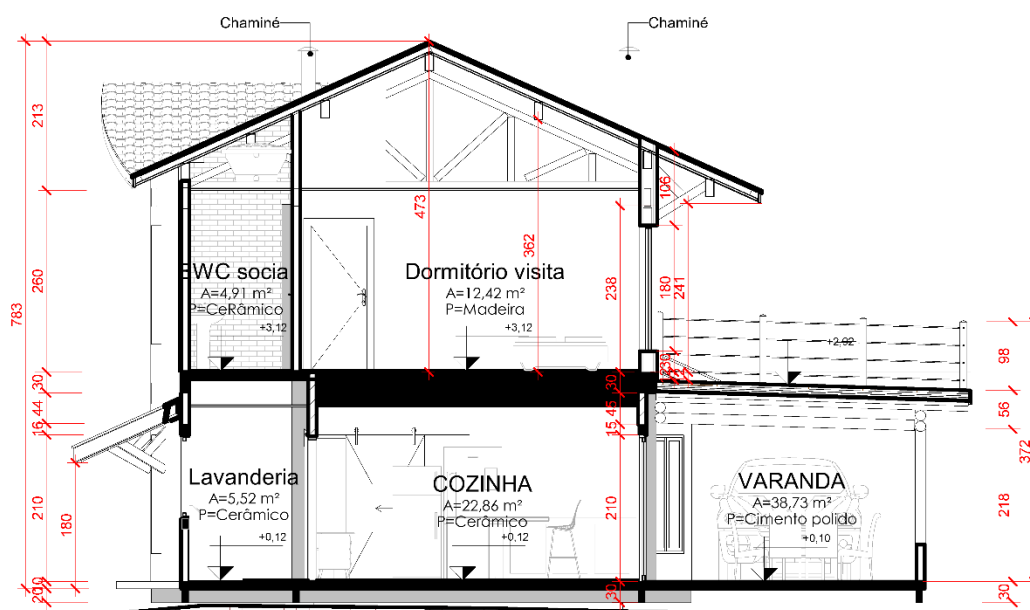 Chaminé
Chaminé
213
473
106
362
WC socia
A=4,91 m²
P=CeRâmico
+3,12
Dormitório visita
A=12,42 m²
P=Madeira
+3,12
260
783
238
180
241
+2,92
98
30
30
30
44
15
45
15
56
372
Lavanderia
A=5,52 m²
P=Cerâmico
+0,12
COZINHA
A=22,86 m²
P=Cerâmico
+0,12
VARANDA
A=38,73 m²
P=Cimento polido
+0,10
210
180
210
218
30
30